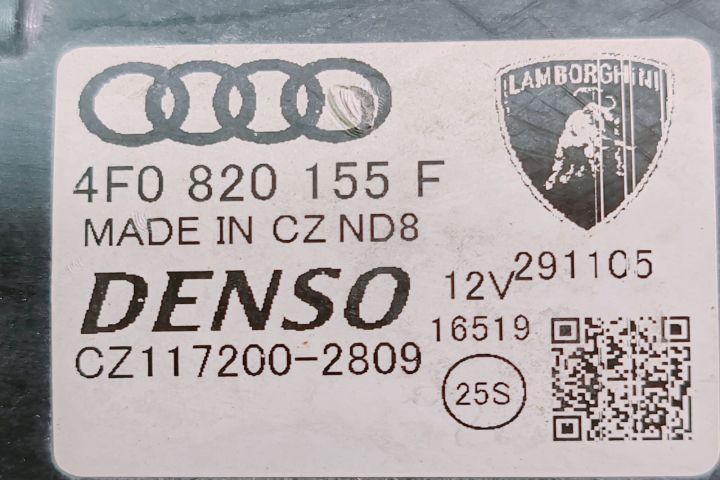 LAMBORGHINI
4F0 820 155 F
MADE IN CZ ND8
DENSO
12V 291105
16519
CZ117200-2809
25S